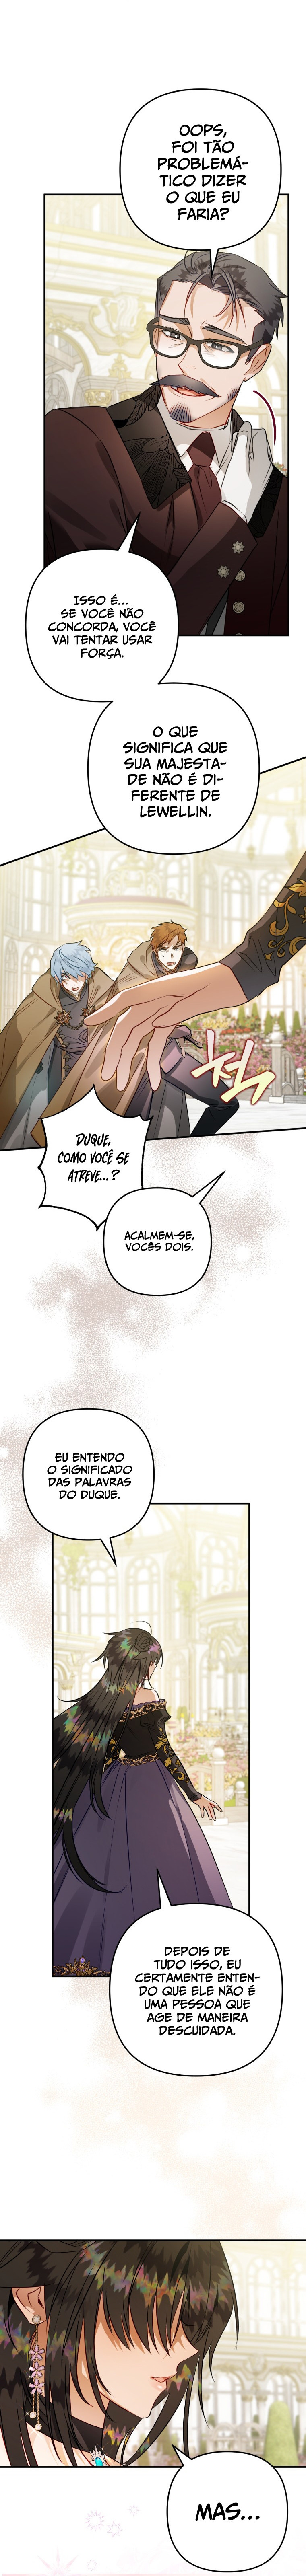 OOPS,
FOI TÃO
PROBLEMÁ-
TICO DIZER
O QUE EU
FARIA?
ISSO É...
SE VOCÊ NÃO
CONCORDA, VOCÊ
VAI TENTAR USAR
FORÇA.
O QUE
SIGNIFICA QUE
SUA MAJESTA-
DE NÃO É DI-
FERENTE DE
LEWELLIN.
척
DUQUE,
COMO VOCÊ SE
ATREVE...?
ACALMEM-SE,
VOCÊS DOIS.
EU ENTENDO
O SIGNIFICADO
DAS PALAVRAS
DO DUQUE.
DEPOIS DE
TUDO ISSO, EU
CERTAMENTE ENTEN-
DO QUE ELE NÃO É
UMA PESSOA QUE
AGE DE MANEIRA
DESCUIDADA.
MAS...